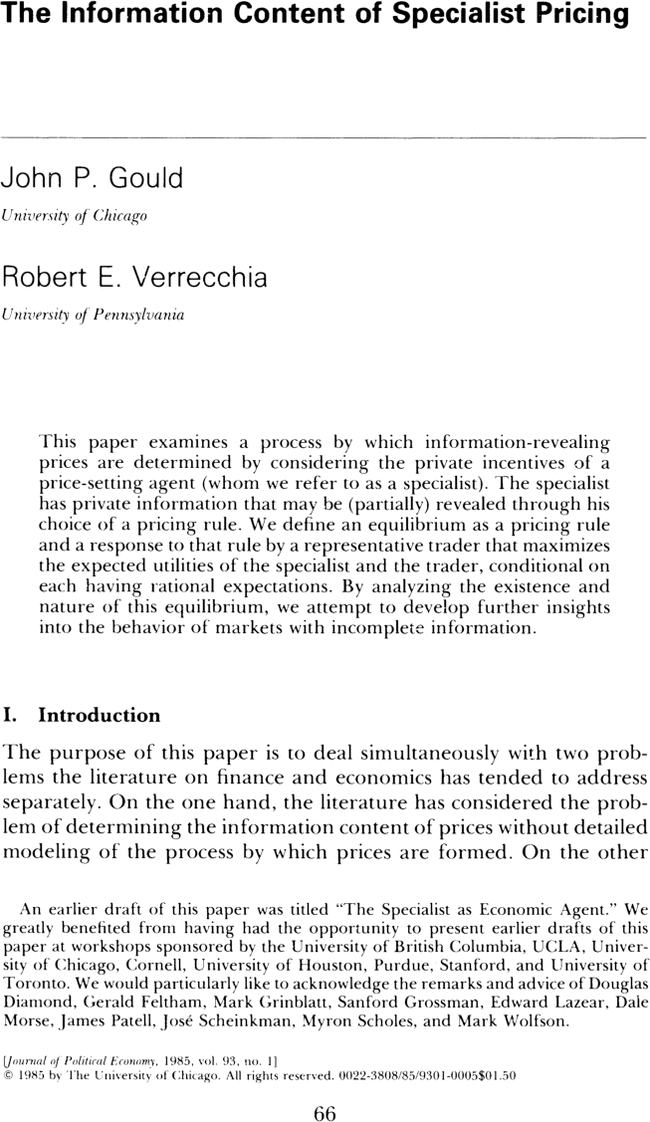 The Information Content of Specialist Pricing
John P. Gould
University of Chicago
Robert E. Verrecchia
University of Pennsylvania
This paper examines a process by which information-revealing
prices are determined by considering the private incentives of a
price-setting agent (whom we refer to as a specialist). The specialist
has private information that may be (partially) revealed through his
choice of a pricing rule. We define an equilibrium as a pricing rule
and a response to that rule by a representative trader that maximizes
the expected utilities of the specialist and the trader, conditional on
each having rational expectations. By analyzing the existence and
nature of this equilibrium, we attempt to develop further insights
into the behavior of markets with incomplete information.
I. Introduction
The purpose of this paper is to deal simultaneously with two prob-
lems the literature on finance and economics has tended to address
separately. On the one hand, the literature has considered the prob-
lem of determining the information content of prices without detailed
modeling of the process by which prices are formed. On the other
An earlier draft of this paper was titled “The Specialist as Economic Agent.” We
greatly benefited from having had the opportunity to present earlier drafts of this
paper at workshops sponsored by the University of British Columbia, UCLA, Univer-
sity of Chicago, Cornell, University of Houston, Purdue, Stanford, and University of
Toronto. We would particularly like to acknowledge the remarks and advice of Douglas
Diamond, Gerald Feltham, Mark Grinblatt, Sanford Grossman, Edward Lazear, Dale
Morse, James Patell, José Scheinkman, Myron Scholes, and Mark Wolfson.
[Journal of Political Economy, 1985, vol. 93, no. 1]
© 1985 by The University of Chicago. All rights reserved. 0022-3808/85/9301-0005$01.50
66